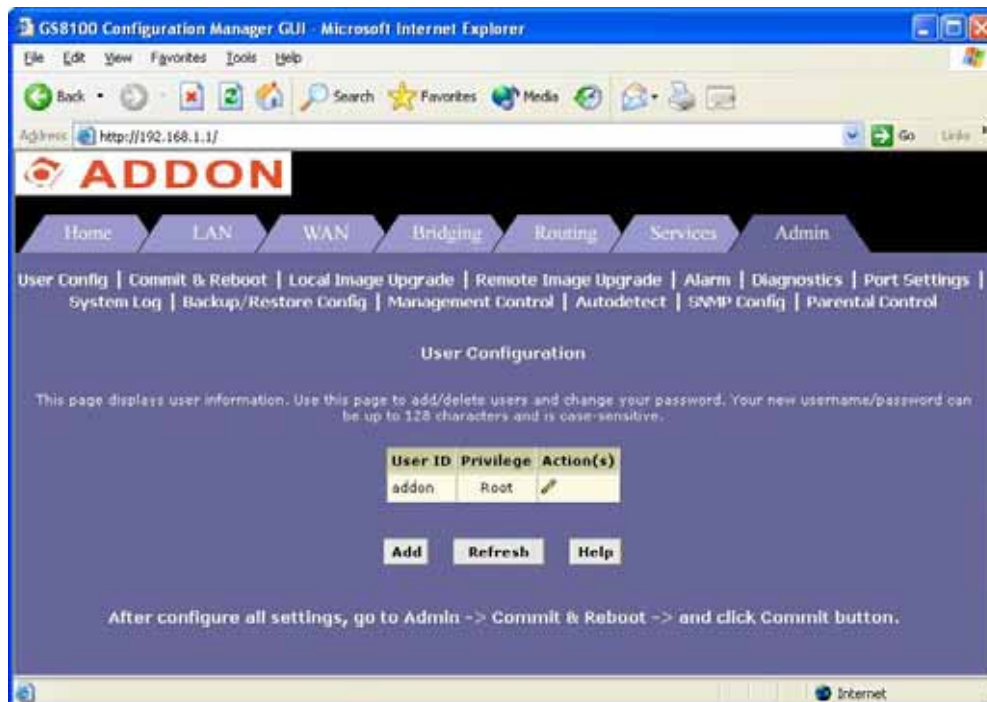 GS8100 Configuration Manager GUI - Microsoft Internet Explorer
File Edit View Favorites Tools Help
Back Search Favorites Media
Address http://192.168.1.1/ Go Links
ADDON
Home LAN WAN Bridging Routing Services Admin
User Config | Commit & Reboot | Local Image Upgrade | Remote Image Upgrade | Alarm | Diagnostics | Port Settings |
System Log | Backup/Restore Config | Management Control | Autodetect | SNMP Config | Parental Control
User Configuration
This page displays user information. Use this page to add/delete users and change your password. Your new username/password can
be up to 128 characters and is case-sensitive.
User ID Privilege Action(s)
addon Root
Add Refresh Help
After configure all settings, go to Admin -> Commit & Reboot -> and click Commit button.
Internet